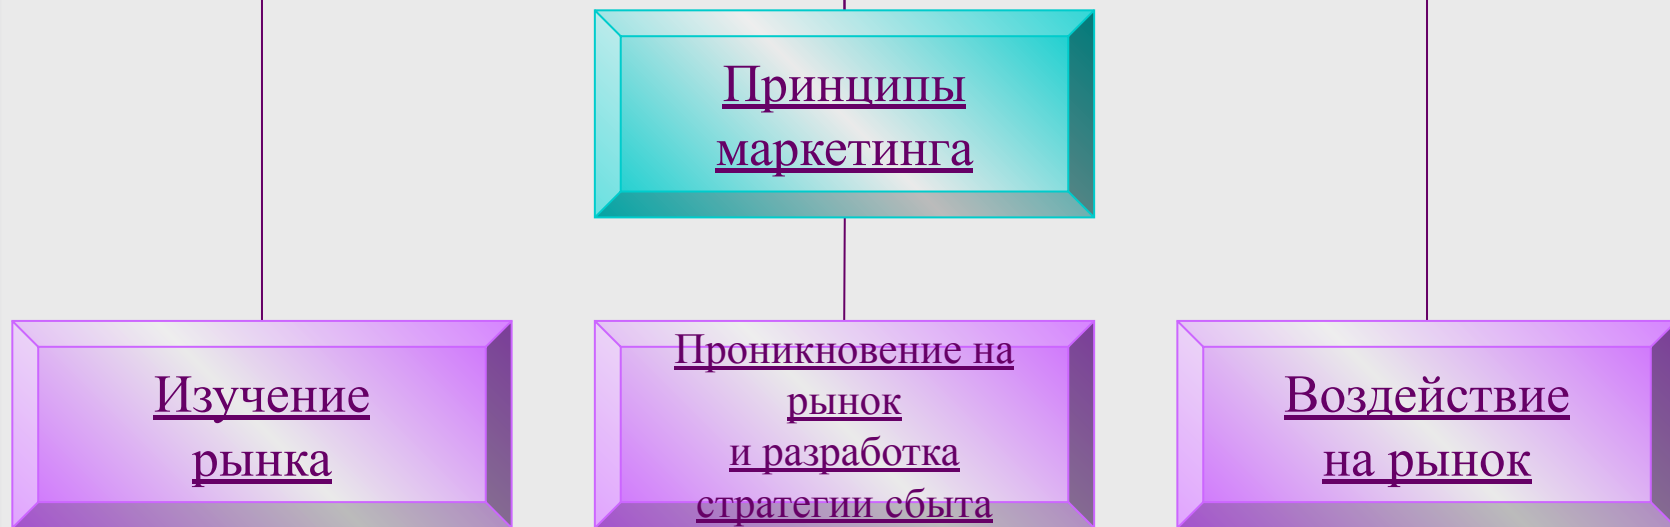 Принципы
маркетинга
Изучение
рынка
Проникновение на
рынок
и разработка
стратегии сбыта
Воздействие
на рынок